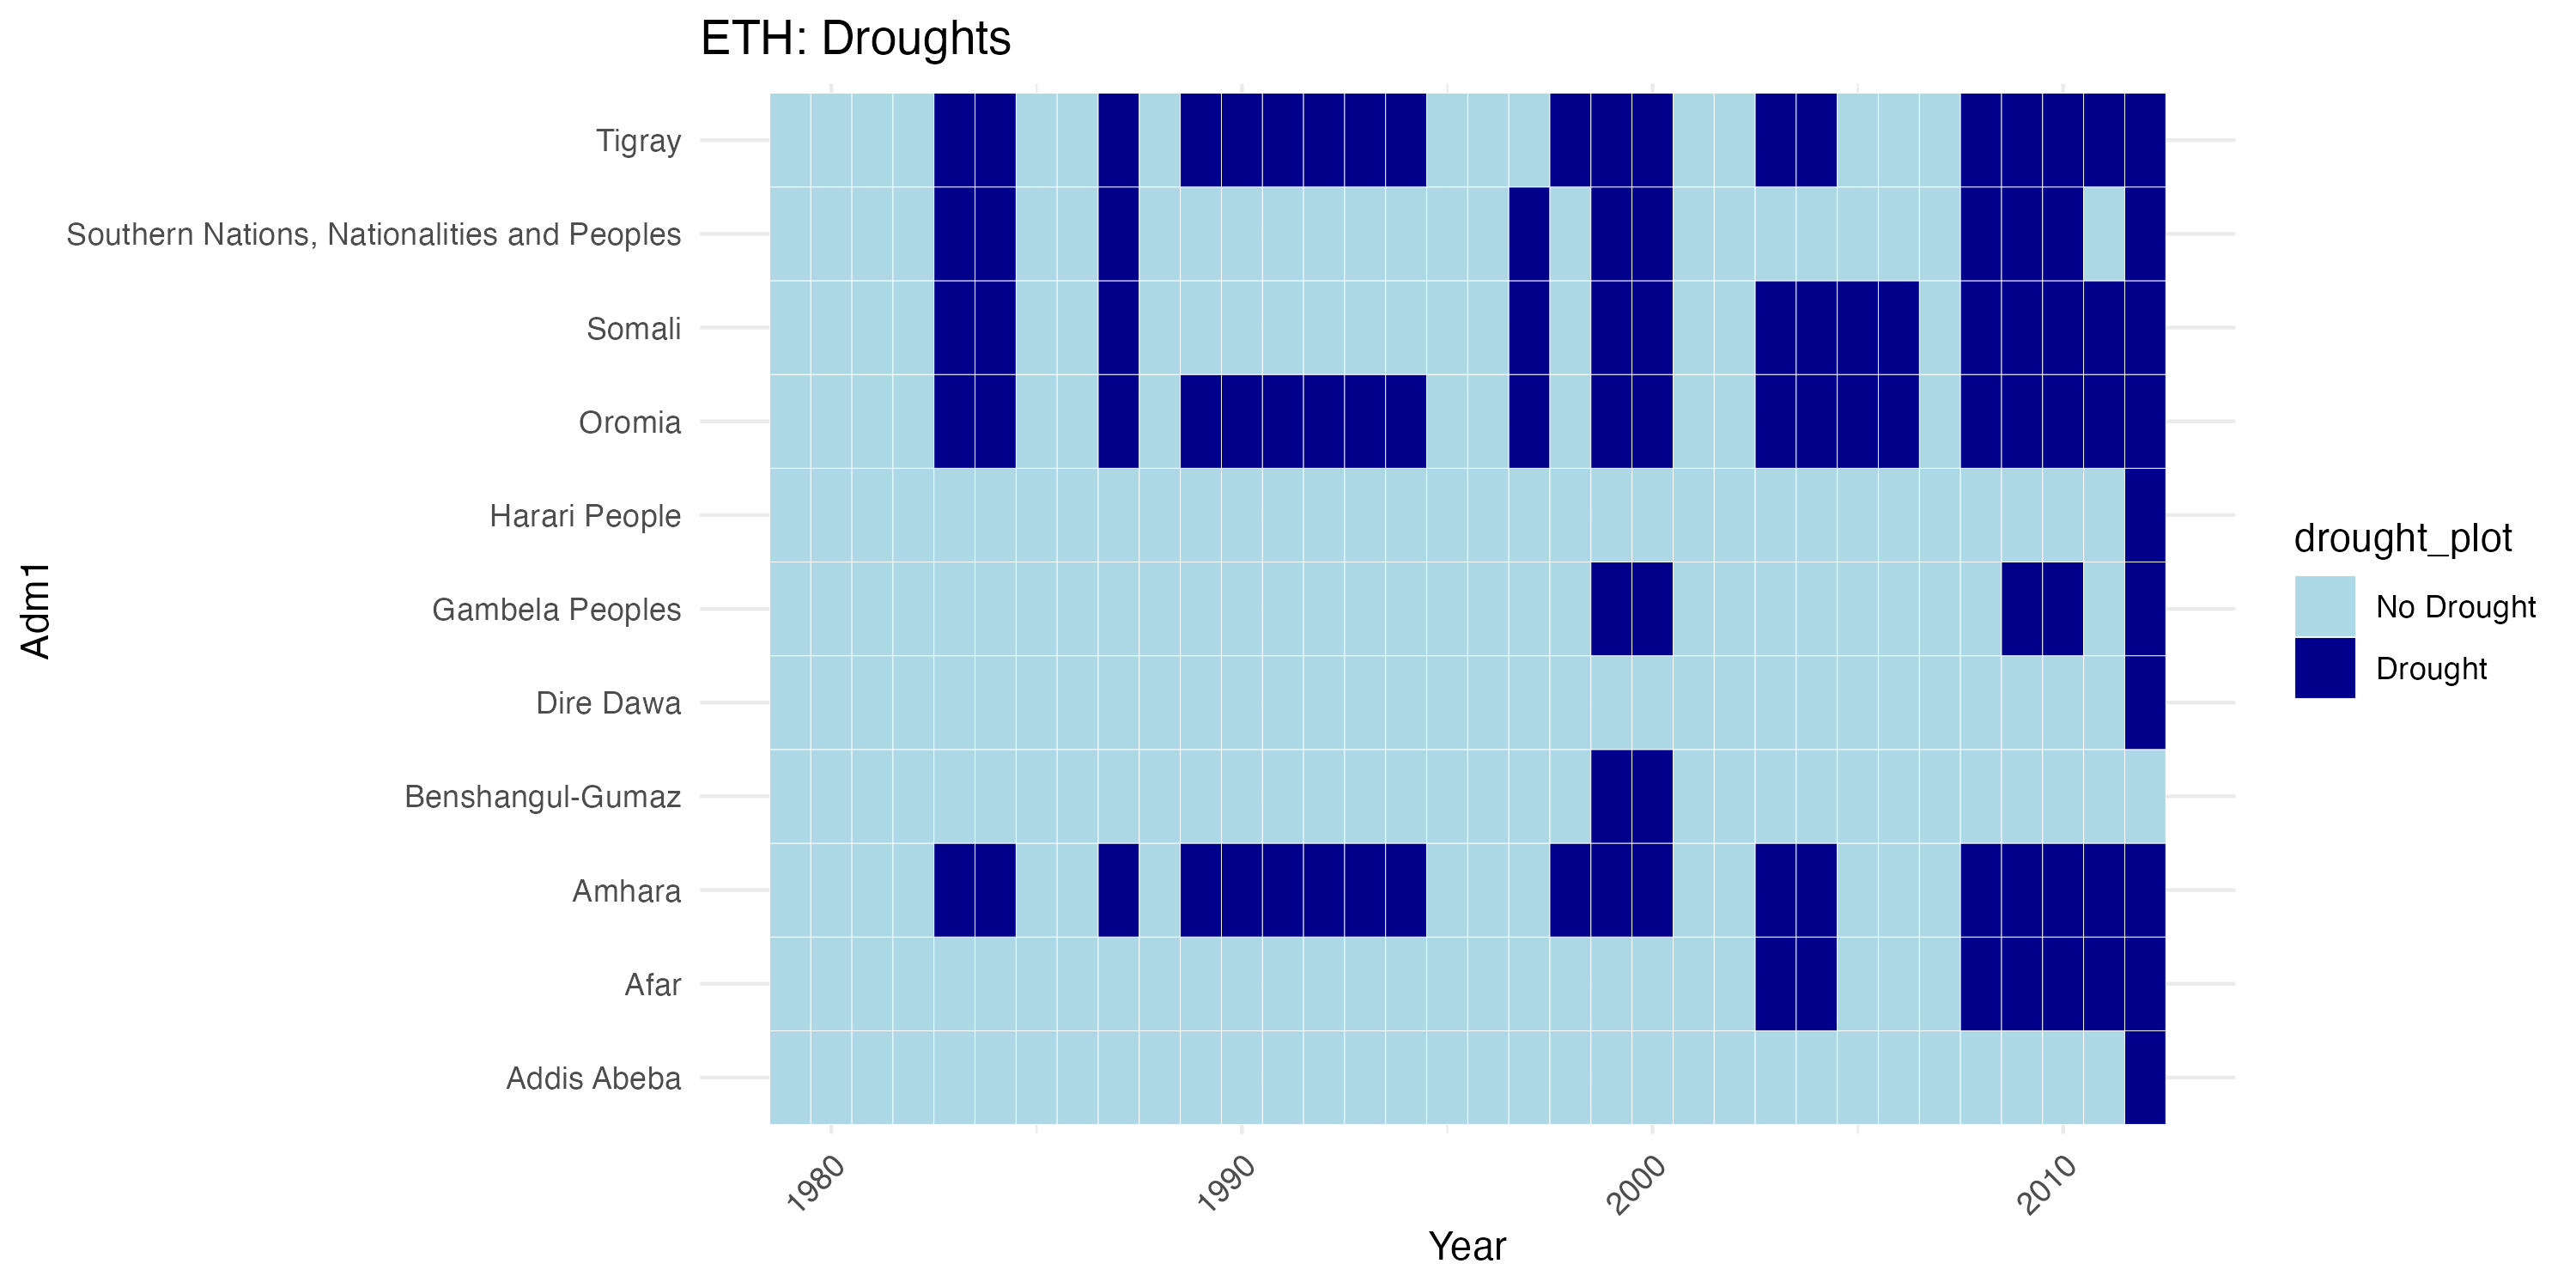 ETH: Droughts
Tigray
Southern Nations, Nationalities and Peoples
Somali
Oromia
Harari People
Gambela Peoples
Dire Dawa
Benshangul-Gumaz
Amhara
Afar
Addis Abeba
Adm1
1980
1990
2000
2010
Year
drought_plot
No Drought
Drought